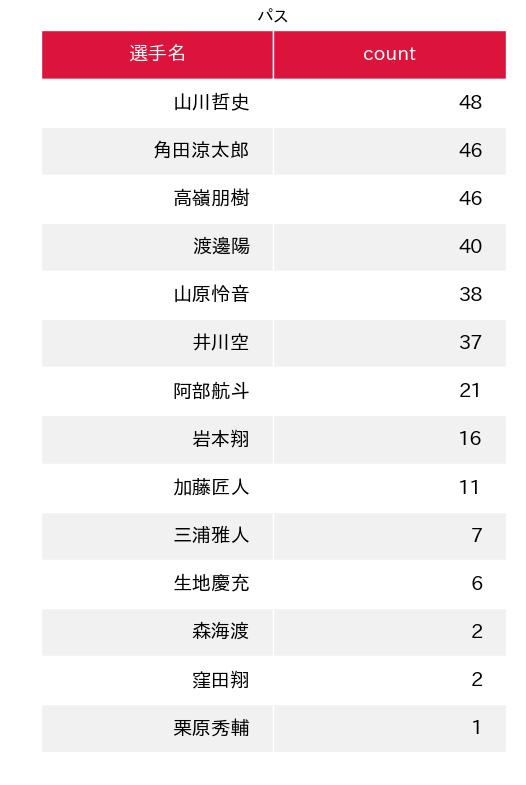 パス
選手名 count
山川哲史 48
角田涼太郎 46
高嶺朋樹 46
渡邊陽 40
山原怜音 38
井川空 37
阿部航斗 21
岩本翔 16
加藤匠人 11
三浦雅人 7
生地慶充 6
森海渡 2
窪田翔 2
栗原秀輔 1